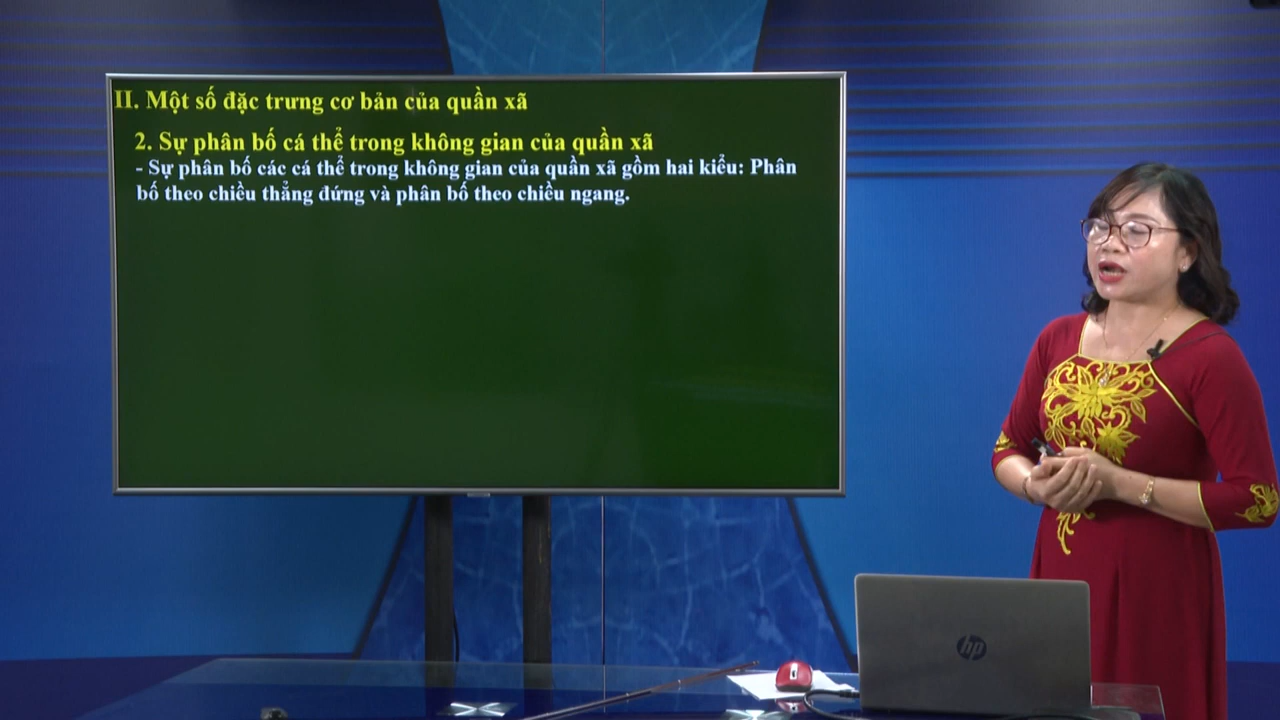 II. Một số đặc trưng cơ bản của quần xã
2. Sự phân bố cá thể trong không gian của quần xã
- Sự phân bố các cá thể trong không gian của quần xã gồm hai kiểu: Phân
bố theo chiều thẳng đứng và phân bố theo chiều ngang.
hp